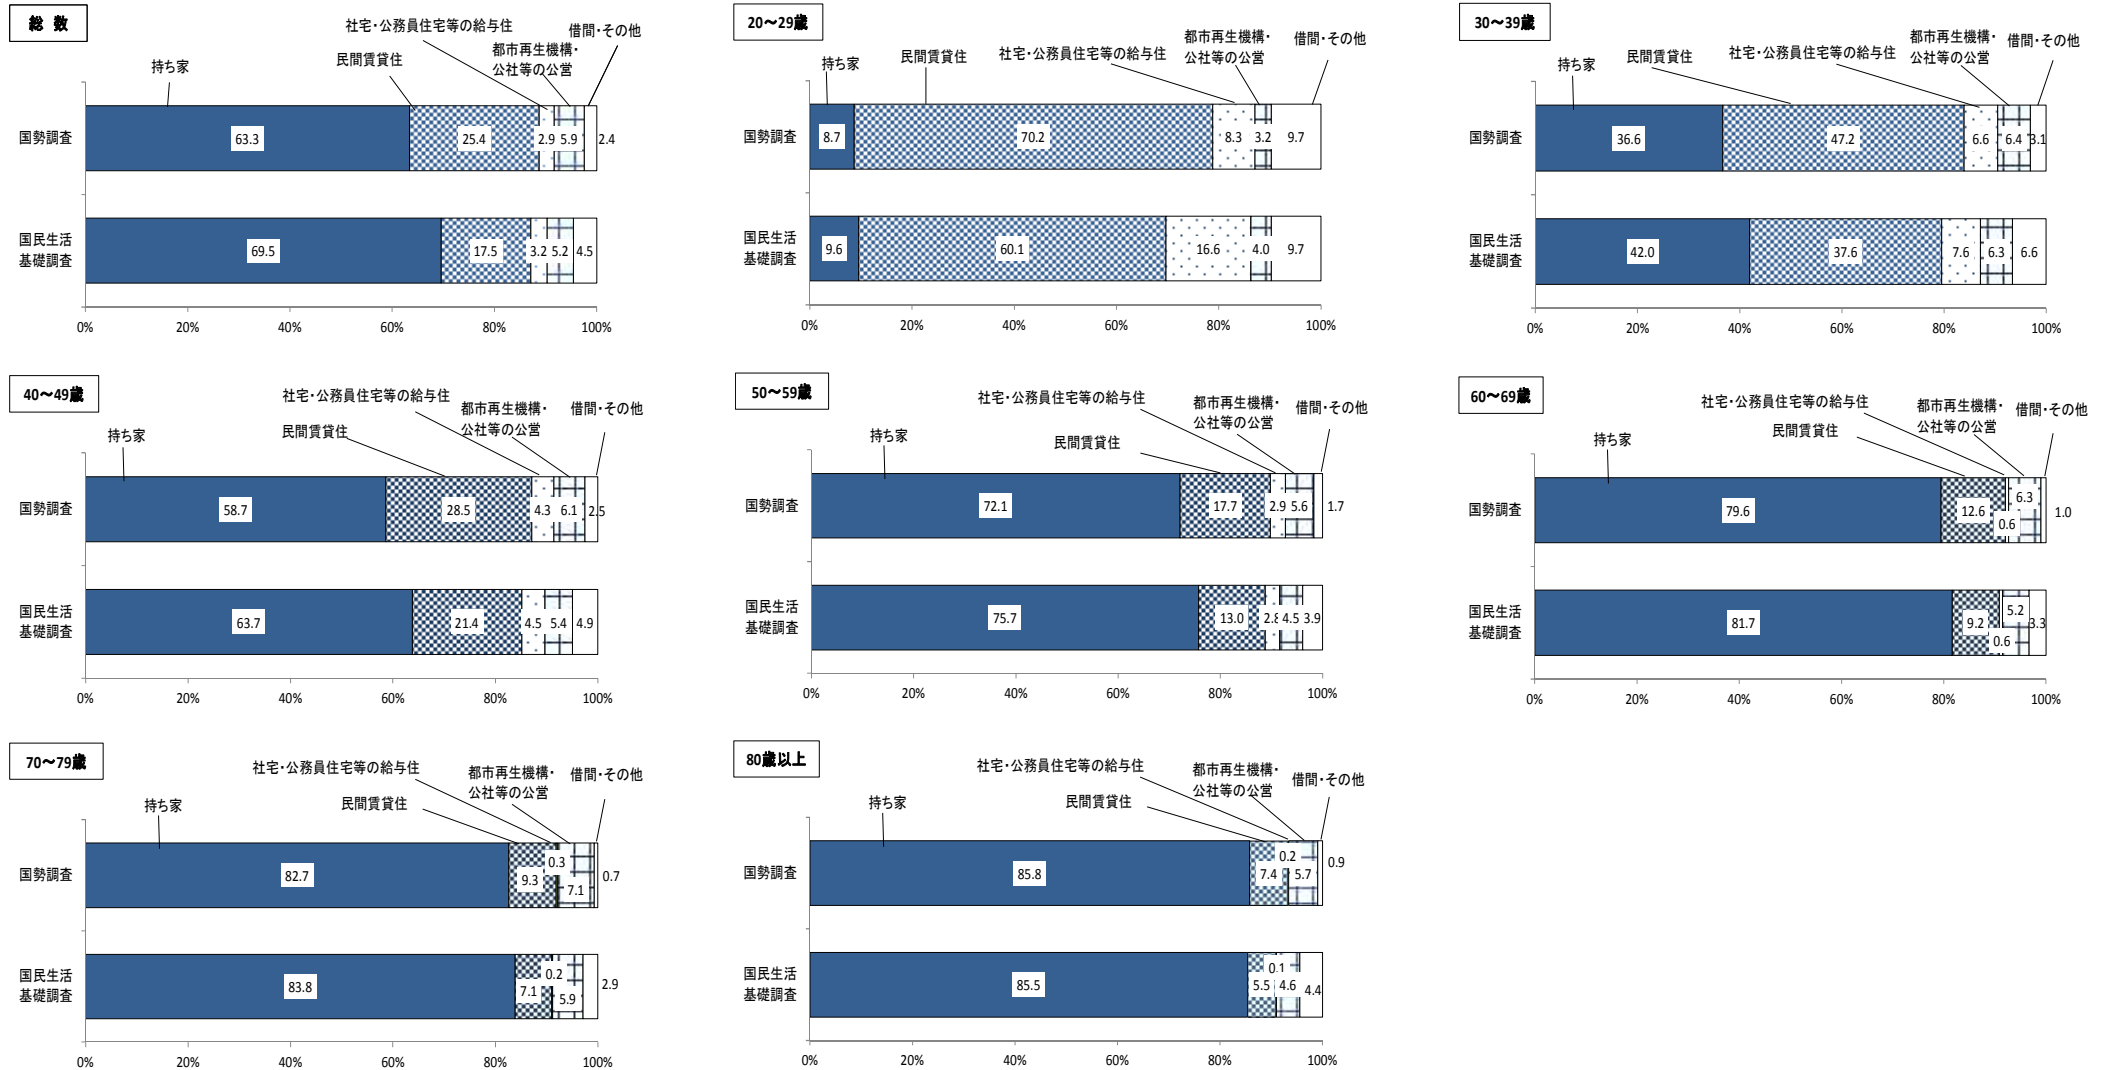 総 数
社宅・公務員住宅等の給与住
借間・その他
都市再生機構・
公社等の公営
民間賃貸住
持ち家
国勢調査
63.3
25.4
2.9
5.9
2.4
国民生活
基礎調査
69.5
17.5
3.2
5.2
4.5
0%
20%
40%
60%
80%
100%
20～29歳
都市再生機構・
公社等の公営
借間・その他
社宅・公務員住宅等の給与住
民間賃貸住
持ち家
国勢調査
8.7
70.2
8.3
3.2
9.7
国民生活
基礎調査
9.6
60.1
16.6
4.0
9.7
0%
20%
40%
60%
80%
100%
30～39歳
都市再生機構・
公社等の公営
借間・その他
社宅・公務員住宅等の給与住
民間賃貸住
持ち家
国勢調査
36.6
47.2
6.6
6.4
3.1
国民生活
基礎調査
42.0
37.6
7.6
6.3
6.6
0%
20%
40%
60%
80%
100%
40～49歳
社宅・公務員住宅等の給与住
都市再生機構・
公社等の公営
借間・その他
民間賃貸住
持ち家
国勢調査
58.7
28.5
4.3
6.1
2.5
国民生活
基礎調査
63.7
21.4
4.5
5.4
4.9
0%
20%
40%
60%
80%
100%
50～59歳
社宅・公務員住宅等の給与住
都市再生機構・
公社等の公営
借間・その他
民間賃貸住
持ち家
国勢調査
72.1
17.7
2.9
5.6
1.7
国民生活
基礎調査
75.7
13.0
2.8
4.5
3.9
0%
20%
40%
60%
80%
100%
60～69歳
社宅・公務員住宅等の給与住
都市再生機構・
公社等の公営
借間・その他
民間賃貸住
持ち家
国勢調査
79.6
12.6
0.6
6.3
1.0
国民生活
基礎調査
81.7
9.2
0.6
5.2
3.3
0%
20%
40%
60%
80%
100%
70～79歳
社宅・公務員住宅等の給与住
都市再生機構・
公社等の公営
借間・その他
民間賃貸住
持ち家
国勢調査
82.7
9.3
0.3
7.1
0.7
国民生活
基礎調査
83.8
7.1
0.2
5.9
2.9
0%
20%
40%
60%
80%
100%
80歳以上
社宅・公務員住宅等の給与住
都市再生機構・
公社等の公営
借間・その他
民間賃貸住
持ち家
国勢調査
85.8
7.4
0.2
5.7
0.9
国民生活
基礎調査
85.5
5.5
0.1
4.6
4.4
0%
20%
40%
60%
80%
100%